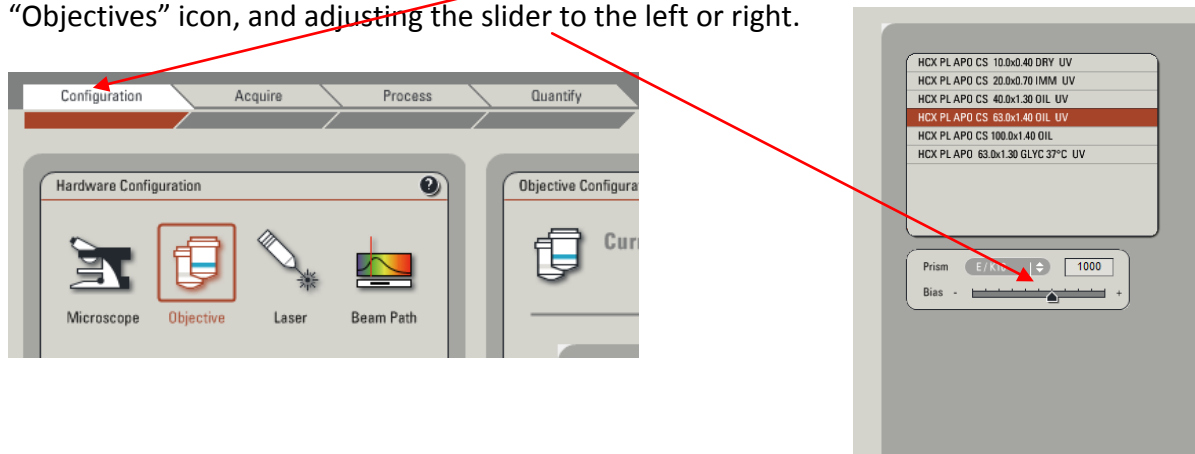 “Objectives” icon, and adjusting the slider to the left or right.
Configuration Acquire Process Quantify
Hardware Configuration ?
Microscope Objective Laser Beam Path
Objective Configura
Curr
HCX PL APO CS 10.0x0.40 DRY UV
HCX PL APO CS 20.0x0.70 IMM UV
HCX PL APO CS 40.0x1.30 OIL UV
HCX PL APO CS 63.0x1.40 OIL UV
HCX PL APO CS 100.0x1.40 OIL
HCX PL APO 63.0x1.30 GLYC 37°C UV
Prism 1000
Bias - +